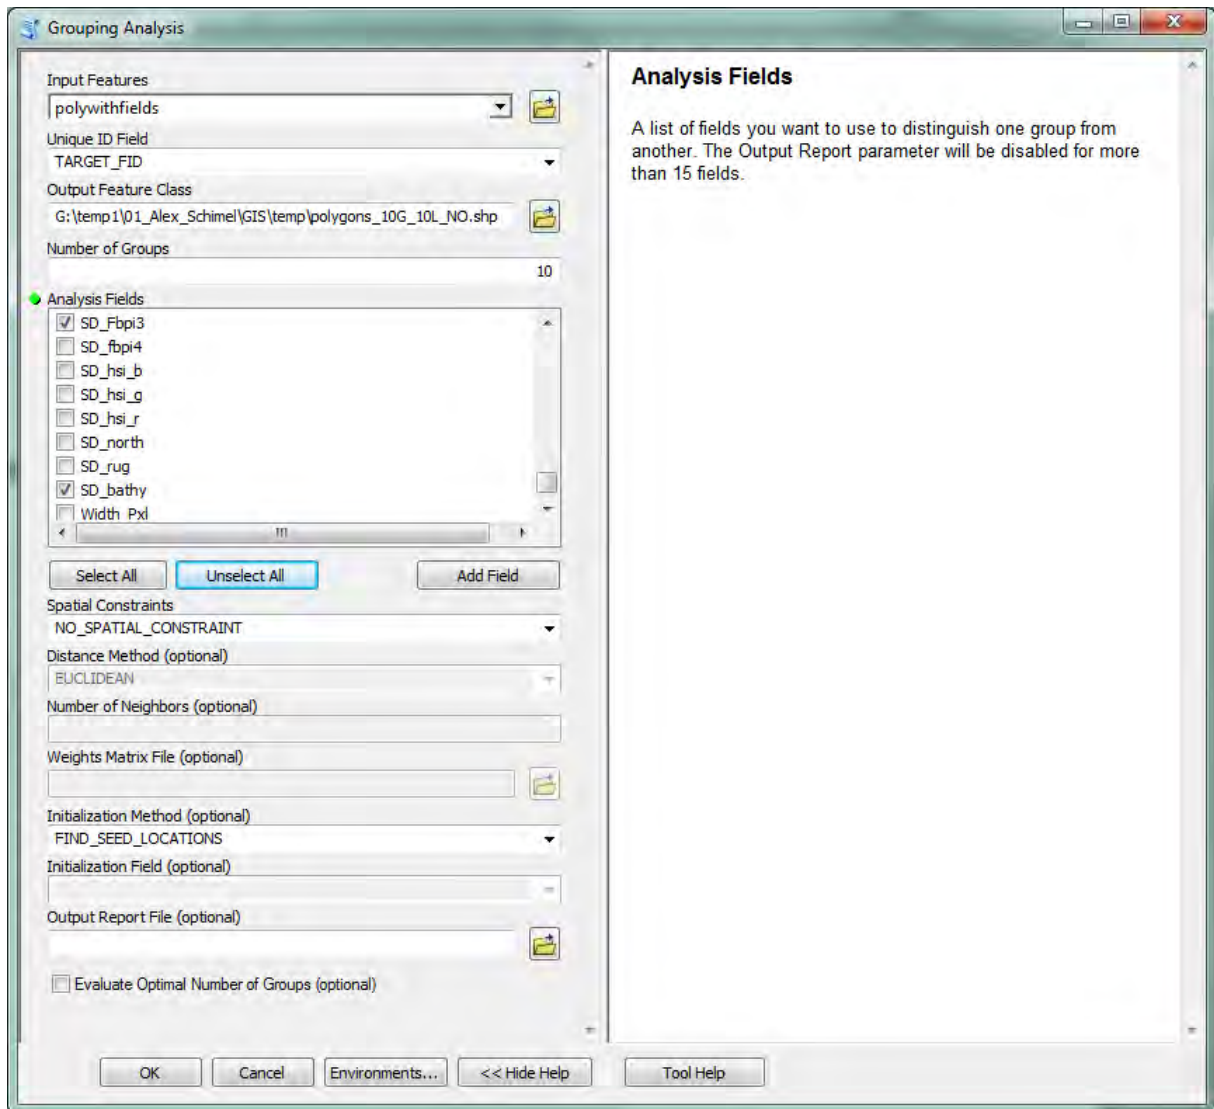 Grouping Analysis
Input Features
polywithfields
Unique ID Field
TARGET_FID
Output Feature Class
G:\temp1\01_Alex_Schimel\GIS\temp\polygons_10G_10L_NO.shp
Number of Groups
10
Analysis Fields
SD_Fbpi3
SD_fbpi4
SD_hsi_b
SD_hsi_g
SD_hsi_r
SD_north
SD_rug
SD_bathy
Width_Pxl
Select All
Unselect All
Add Field
Spatial Constraints
NO_SPATIAL_CONSTRAINT
Distance Method (optional)
EUCLIDEAN
Number of Neighbors (optional)
Weights Matrix File (optional)
Initialization Method (optional)
FIND_SEED_LOCATIONS
Initialization Field (optional)
Output Report File (optional)
Evaluate Optimal Number of Groups (optional)
OK
Cancel
Environments...
<< Hide Help
Tool Help
Analysis Fields
A list of fields you want to use to distinguish one group from
another. The Output Report parameter will be disabled for more
than 15 fields.